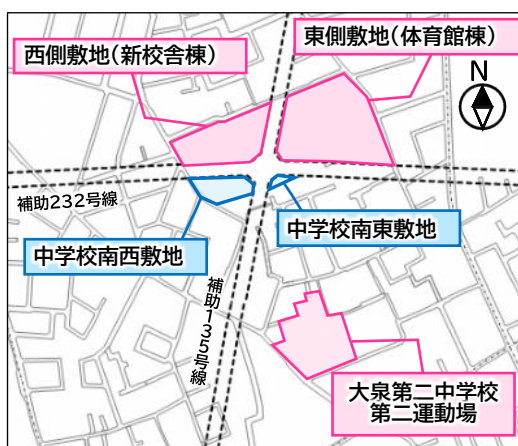 西側敷地(新校舎棟)
東側敷地(体育館棟)
N
補助232号線
中学校南西敷地
中学校南東敷地
補助135号線
大泉第二中学校
第二運動場